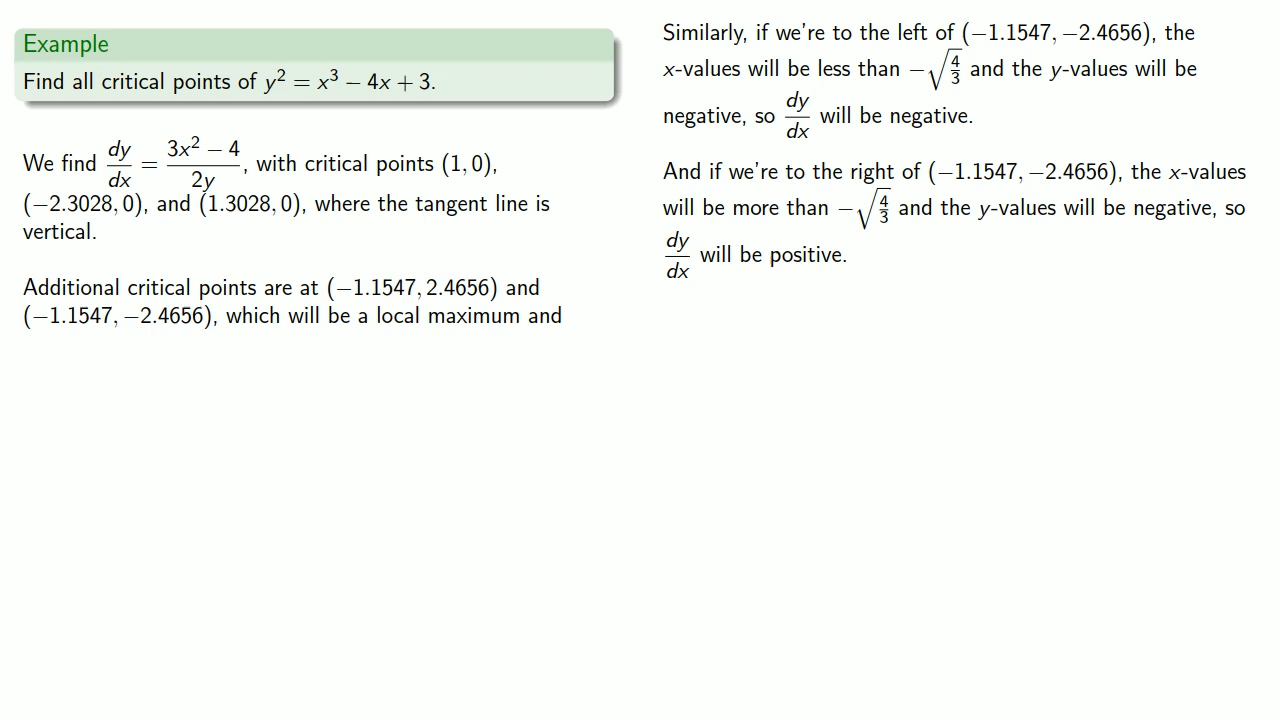 Example
Find all critical points of y² = x³ − 4x + 3.
We find dy/dx = (3x² − 4)/(2y), with critical points (1, 0),
(−2.3028, 0), and (1.3028, 0), where the tangent line is
vertical.
Additional critical points are at (−1.1547, 2.4656) and
(−1.1547, −2.4656), which will be a local maximum and
Similarly, if we're to the left of (−1.1547, −2.4656), the
x-values will be less than −√(4/3) and the y-values will be
negative, so dy/dx will be negative.
And if we're to the right of (−1.1547, −2.4656), the x-values
will be more than −√(4/3) and the y-values will be negative, so
dy/dx will be positive.